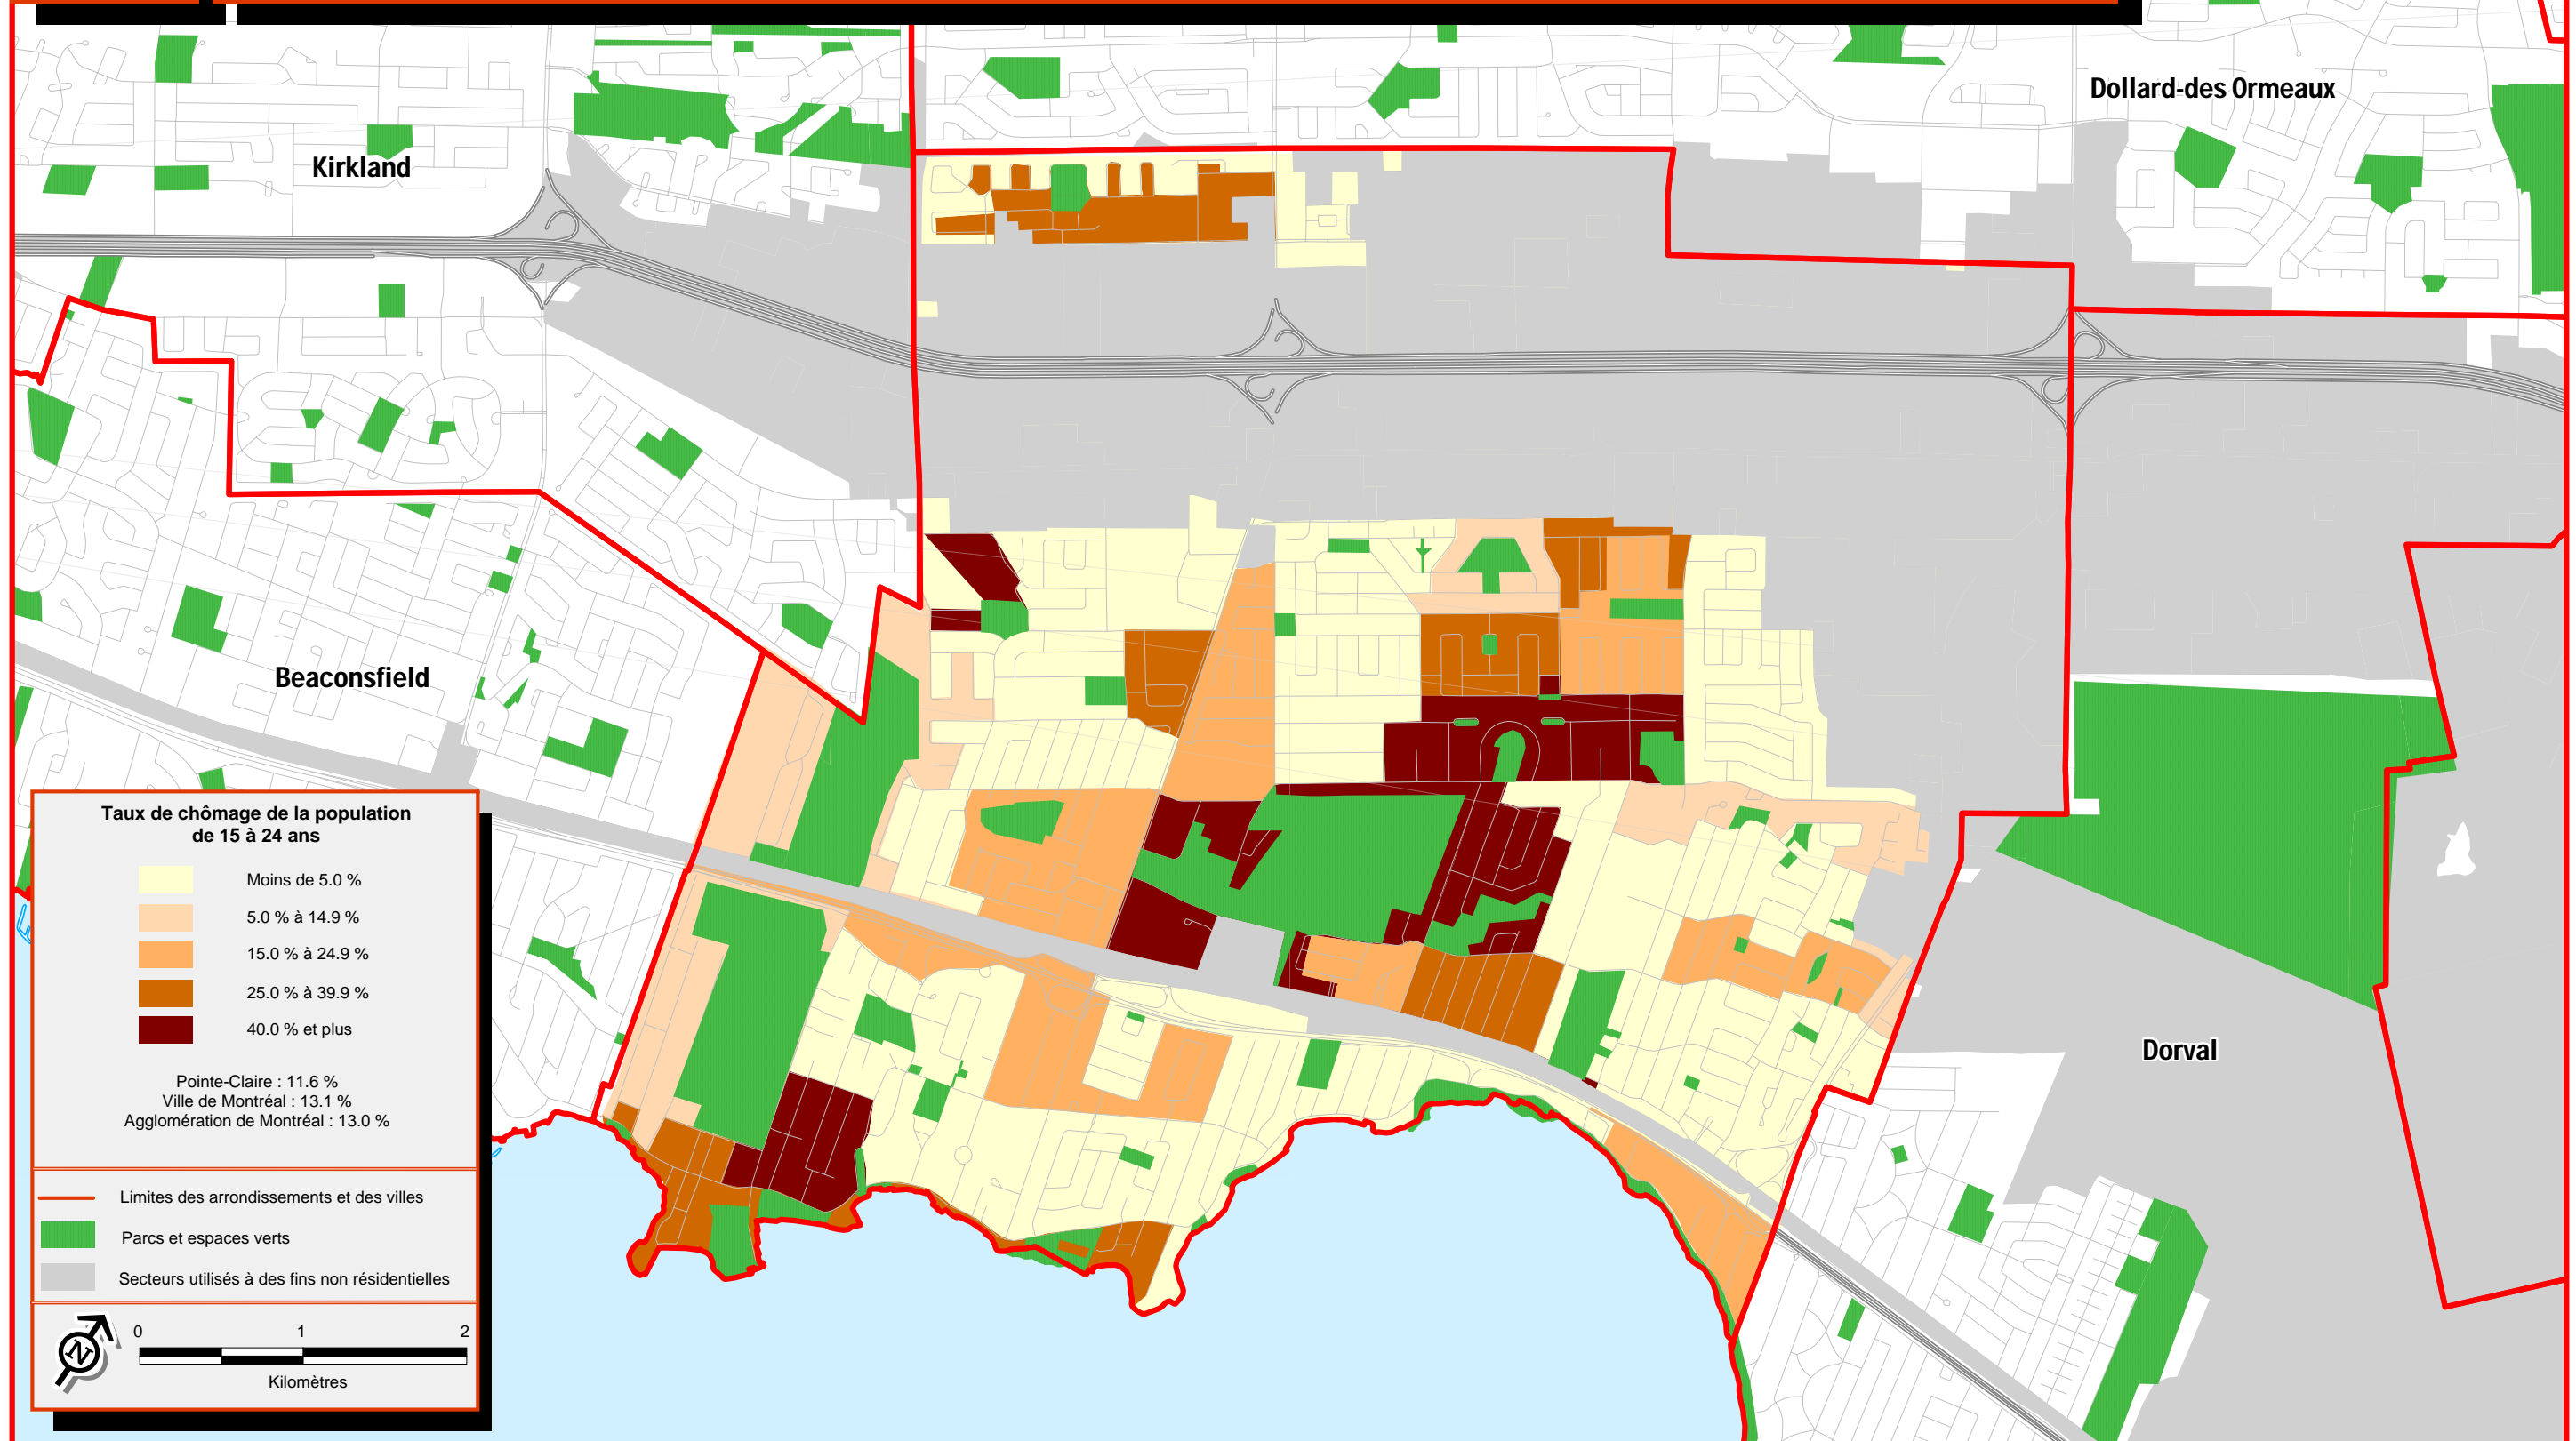 Dollard-des Ormeaux
Kirkland
Beaconsfield
Dorval
Taux de chômage de la population
de 15 à 24 ans
Moins de 5.0 %
5.0 % à 14.9 %
15.0 % à 24.9 %
25.0 % à 39.9 %
40.0 % et plus
Pointe-Claire : 11.6 %
Ville de Montréal : 13.1 %
Agglomération de Montréal : 13.0 %
Limites des arrondissements et des villes
Parcs et espaces verts
Secteurs utilisés à des fins non résidentielles
N
0 1 2
Kilomètres